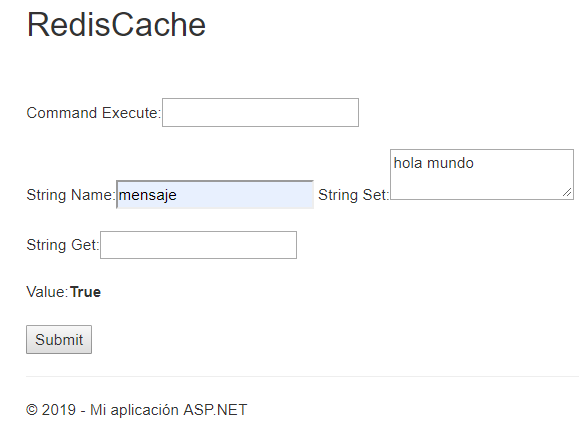 RedisCache
Command Execute:
String Name: mensaje String Set: hola mundo
String Get:
Value: True
Submit
© 2019 - Mi aplicación ASP.NET